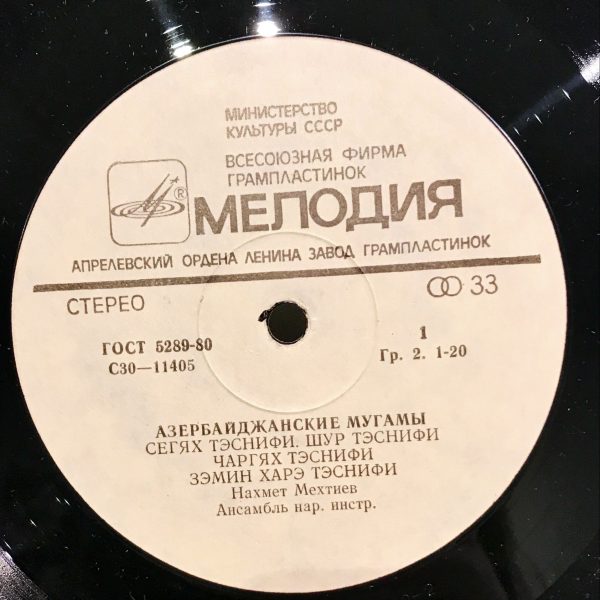 МИНИСТЕРСТВО
КУЛЬТУРЫ СССР
ВСЕСОЮЗНАЯ ФИРМА
ГРАМПЛАСТИНОК
® МЕЛОДИЯ
АПРЕЛЕВСКИЙ ОРДЕНА ЛЕНИНА ЗАВОД ГРАМПЛАСТИНОК
СТЕРЕО 33
ГОСТ 5289-80 1
С30—11405 Гр. 2. 1-20
АЗЕРБАЙДЖАНСКИЕ МУГАМЫ
СЕГЯХ ТЭСНИФИ. ШУР ТЭСНИФИ
ЧАРГЯХ ТЭСНИФИ
ЗЭМИН ХАРЭ ТЭСНИФИ
Нахмет Мехтиев
Ансамбль нар. инстр.